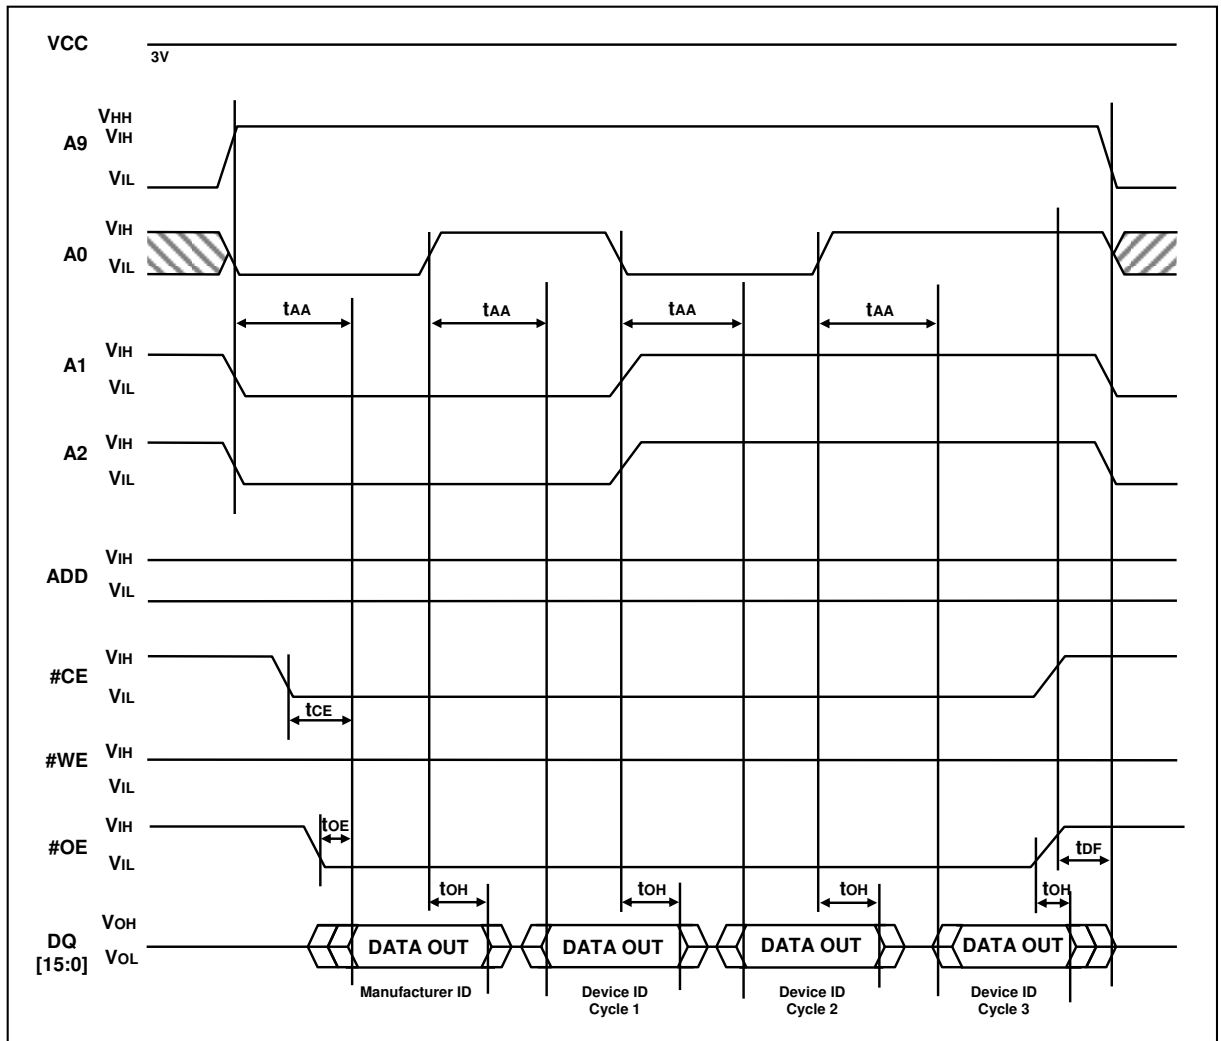 VCC
3V
VHH
VIH
A9
VIL
VIH
A0
VIL
tAA tAA tAA tAA
VIH
A1
VIL
VIH
A2
VIL
VIH
ADD
VIL
VIH
#CE
VIL
tCE
VIH
#WE
VIL
VIH
tOE
#OE
VIL
tDF
tOH tOH tOH tOH
VOH
DQ
[15:0]
VOL
DATA OUT DATA OUT DATA OUT DATA OUT
Manufacturer ID
Device ID
Cycle 1
Device ID
Cycle 2
Device ID
Cycle 3